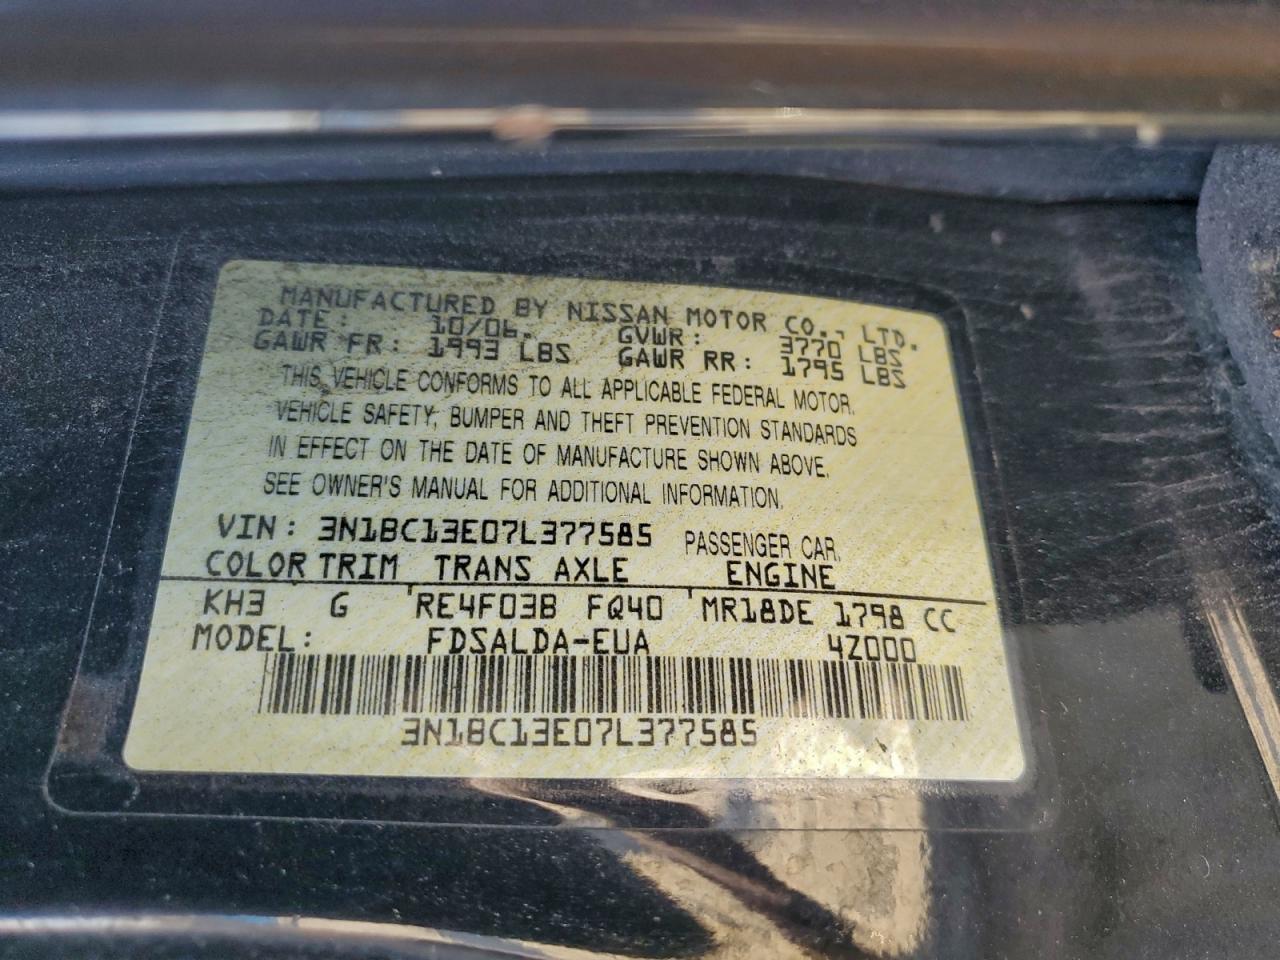 MANUFACTURED BY NISSAN MOTOR CO., LTD.
DATE: 10/06. GVWR: 3770 LBS
GAWR FR: 1993 LBS GAWR RR: 1795 LBS
THIS VEHICLE CONFORMS TO ALL APPLICABLE FEDERAL MOTOR
VEHICLE SAFETY, BUMPER AND THEFT PREVENTION STANDARDS
IN EFFECT ON THE DATE OF MANUFACTURE SHOWN ABOVE.
SEE OWNER'S MANUAL FOR ADDITIONAL INFORMATION.
VIN: 3N1BC13E07L377585 PASSENGER CAR
COLOR TRIM TRANS AXLE ENGINE
KH3 G RE4F03B FQ40 MR18DE 1798 CC
MODEL: FDSALDA-EUA 4Z000
3N1BC13E07L377585